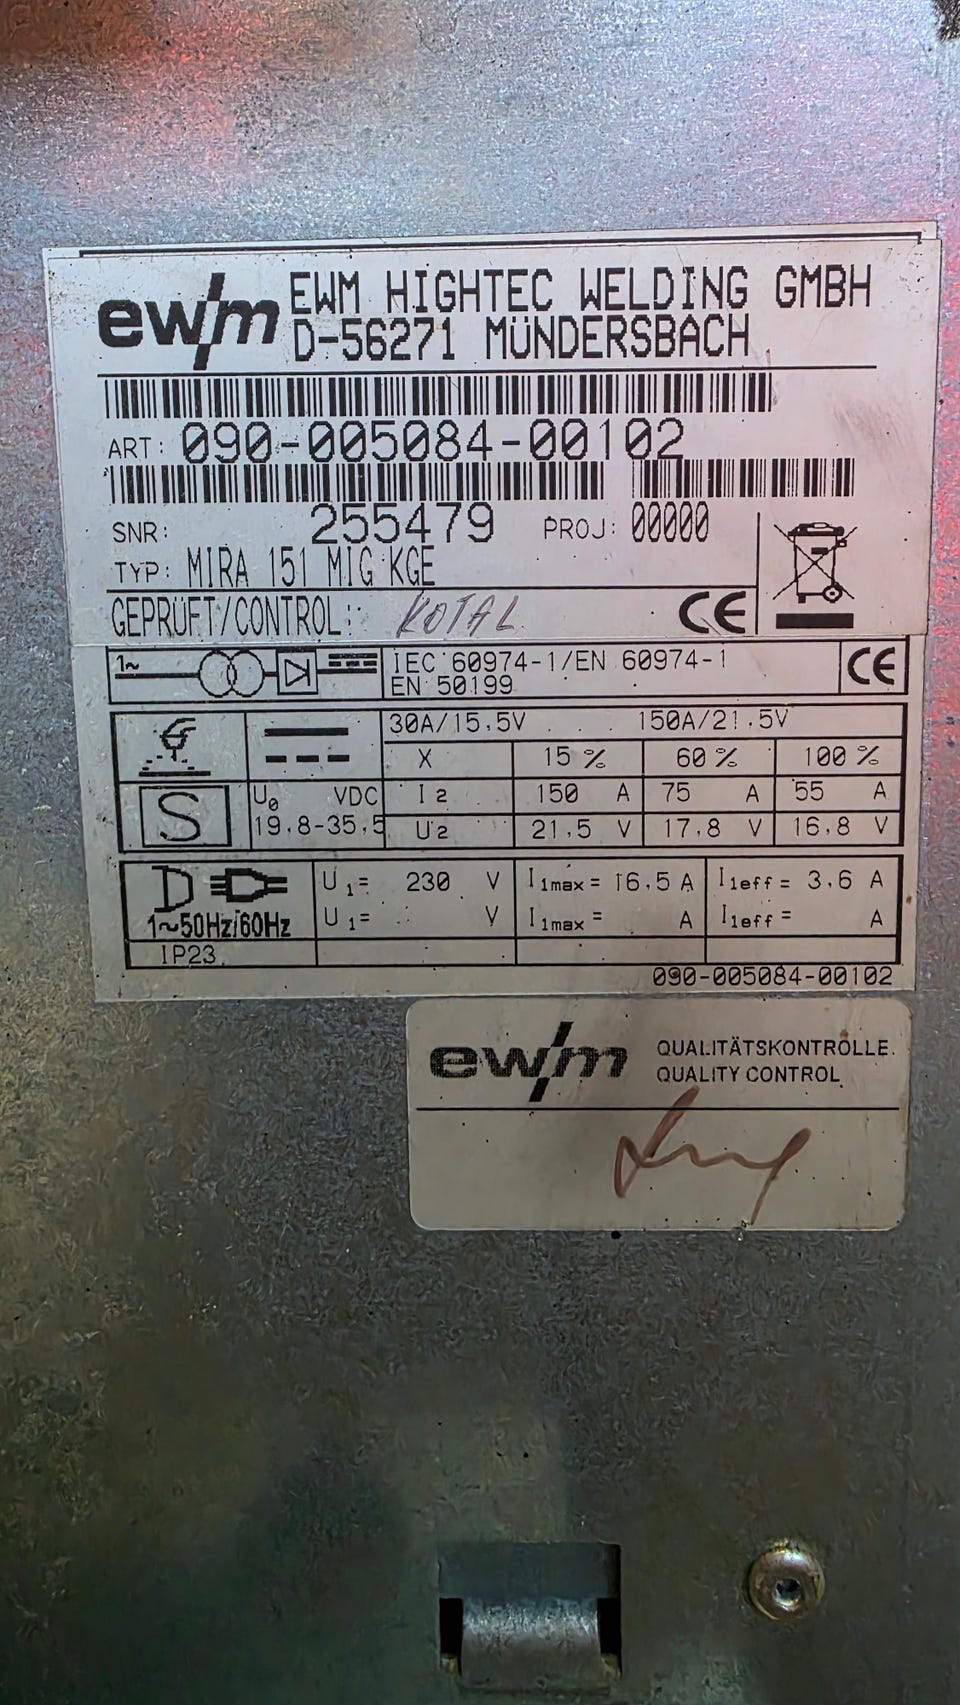 ewm EWM HIGHTEC WELDING GMBH
D-56271 MÜNDERSBACH
ART: 090-005084-00102
SNR: 255479 PROJ: 00000
TYP: MIRA 151 MIG KGE
GEPRÜFT/CONTROL: KOTAL CE
1~ IEC 60974-1/EN 60974-1 CE
EN 50199
30A/15,5V ... 150A/21.5V
X 15 % 60 % 100 %
S U0 VDC I2 150 A 75 A 55 A
19,8-35,5 U2 21,5 V 17,8 V 16,8 V
U1= 230 V I1max = 16,5 A I1eff = 3,6 A
1~50Hz/60Hz U1= V I1max = A I1eff = A
IP23
090-005084-00102
ewm QUALITÄTSKONTROLLE
QUALITY CONTROL